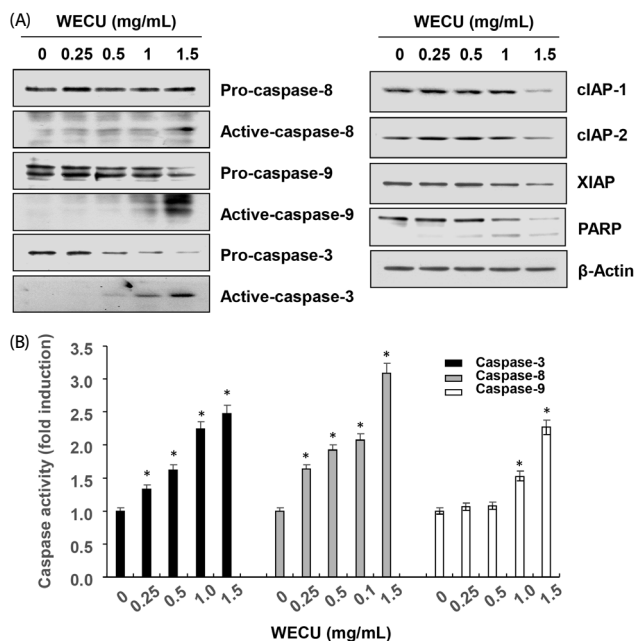 (A)
WECU (mg/mL)
0 0.25 0.5 1 1.5
Pro-caspase-8
Active-caspase-8
Pro-caspase-9
Active-caspase-9
Pro-caspase-3
Active-caspase-3
WECU (mg/mL)
0 0.25 0.5 1 1.5
cIAP-1
cIAP-2
XIAP
PARP
β-Actin
(B)
Caspase activity (fold induction)
3.5
3.0
2.5
2.0
1.5
1.0
0.5
0.0
Caspase-3
Caspase-8
Caspase-9
* * * *
* * * *
* *
0 0.25 0.5 1.0 1.5
0 0.25 0.5 0.1 1.5
0 0.25 0.5 1.0 1.5
WECU (mg/mL)